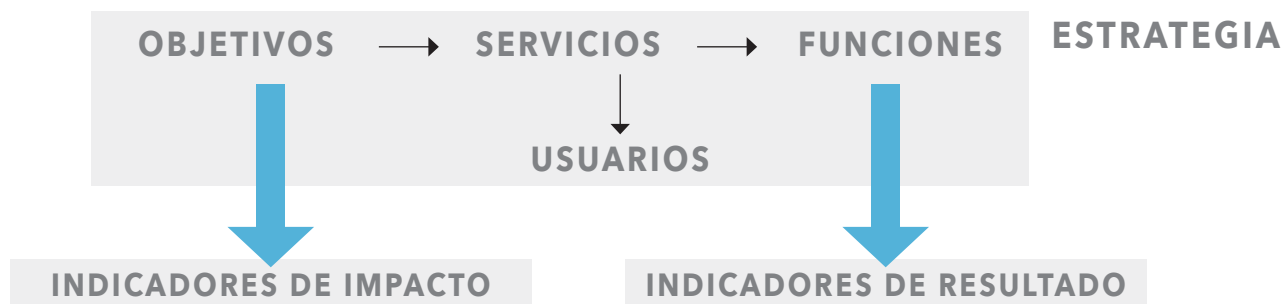 OBJETIVOS SERVICIOS FUNCIONES ESTRATEGIA
USUARIOS
INDICADORES DE IMPACTO INDICADORES DE RESULTADO